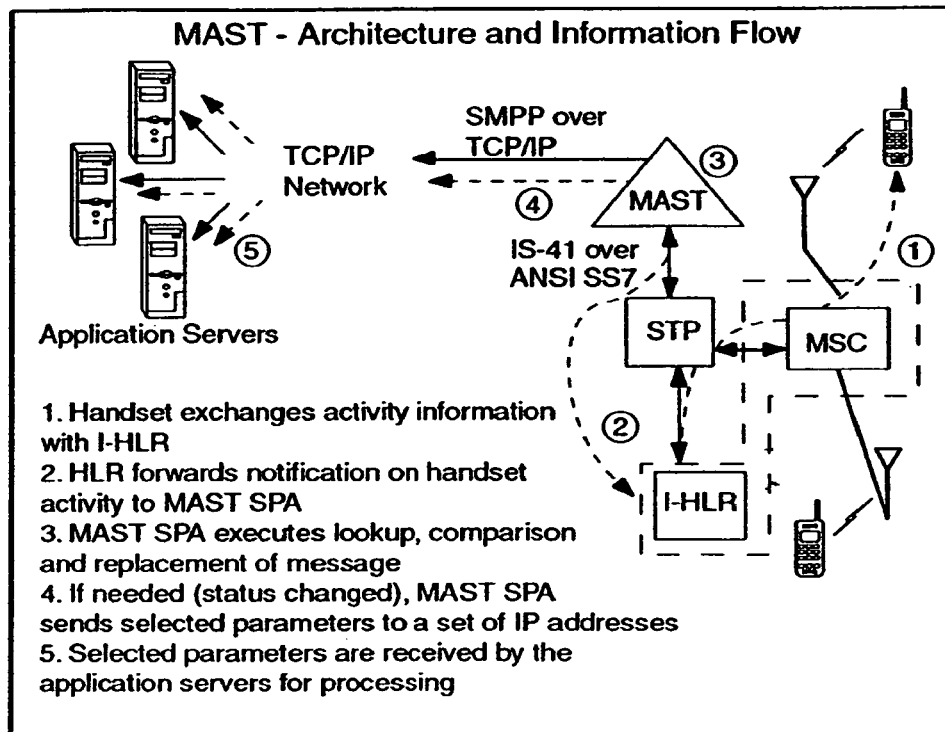 MAST - Architecture and Information Flow
SMPP over
TCP/IP
TCP/IP
Network
③
MAST
④
①
IS-41 over
ANSI SS7
⑤
Application Servers
STP
MSC
②
I-HLR
1. Handset exchanges activity information
with I-HLR
2. HLR forwards notification on handset
activity to MAST SPA
3. MAST SPA executes lookup, comparison
and replacement of message
4. If needed (status changed), MAST SPA
sends selected parameters to a set of IP addresses
5. Selected parameters are received by the
application servers for processing